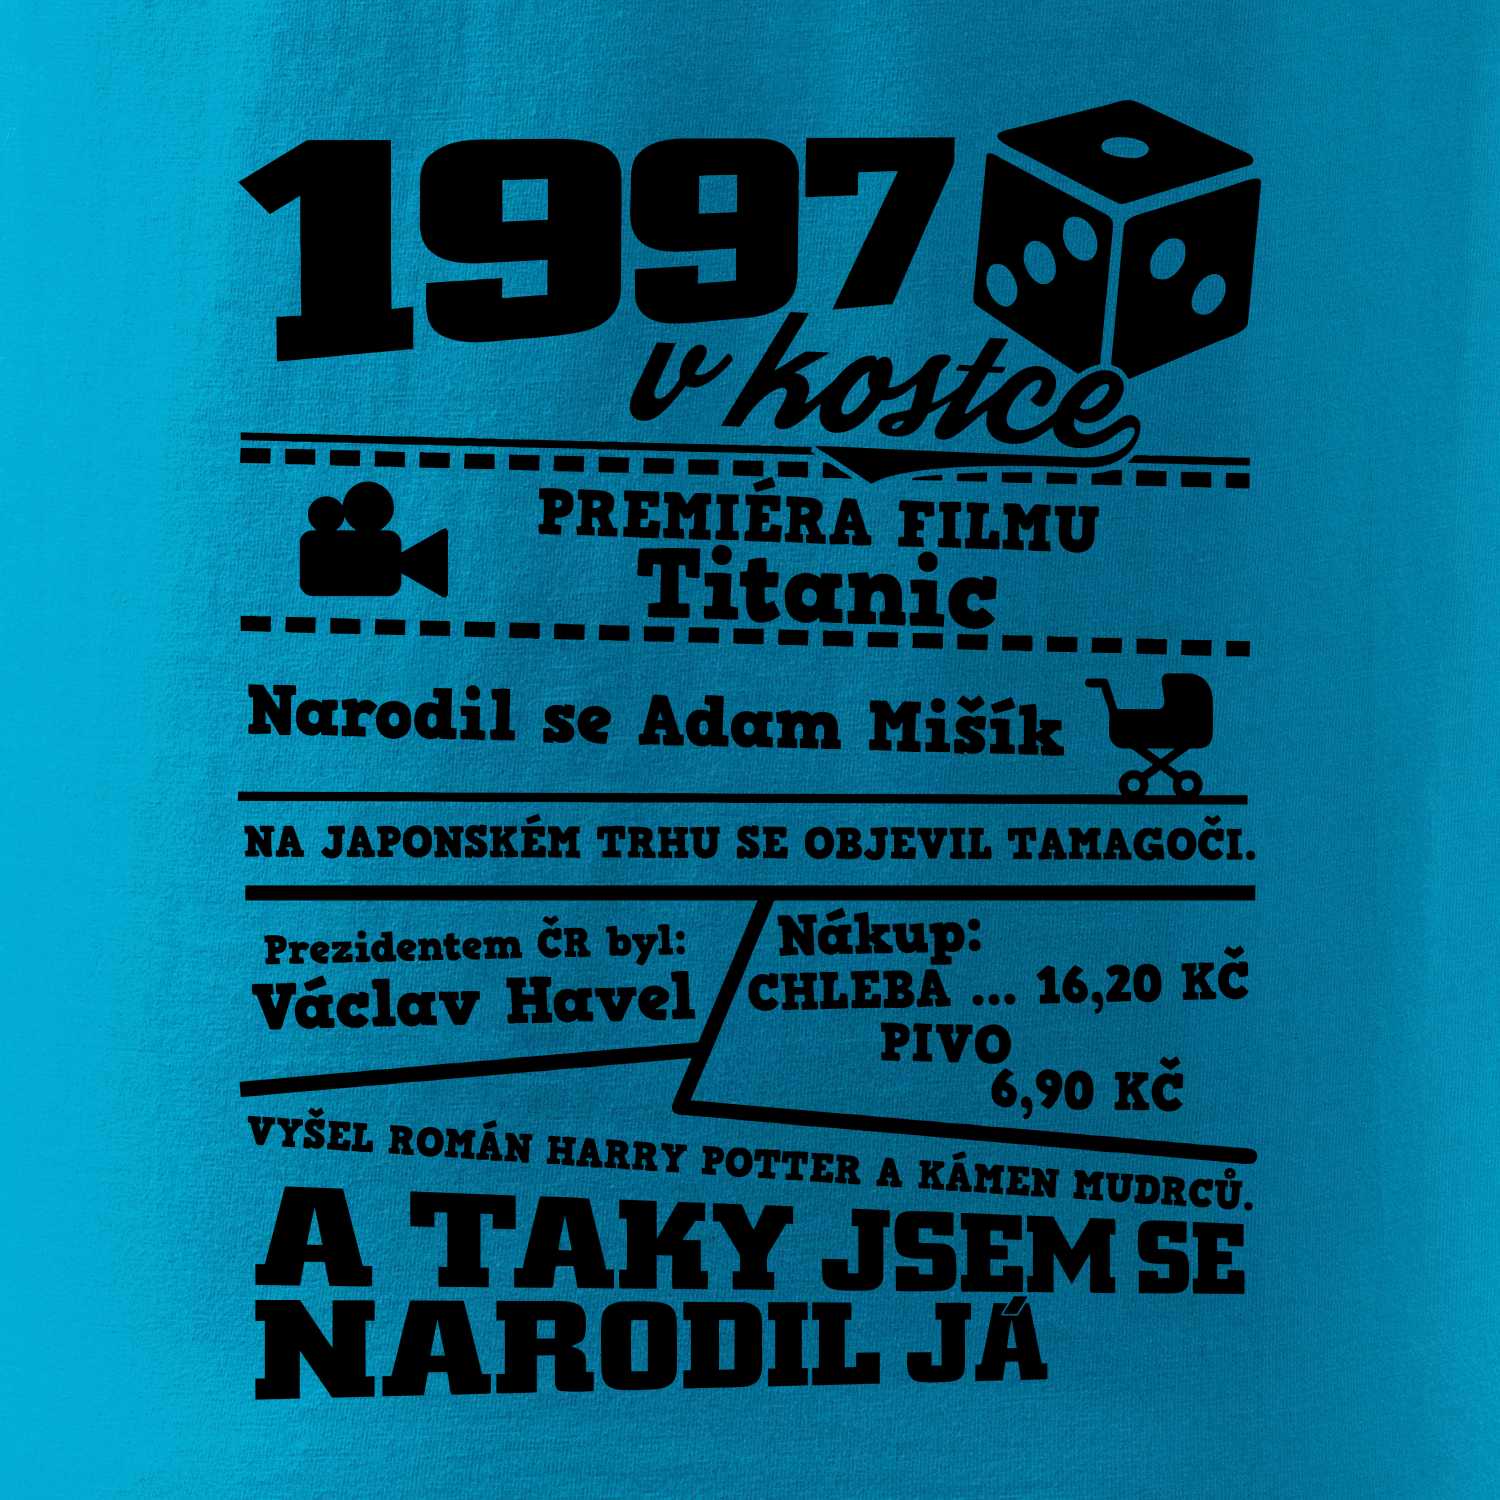 1997
v kostce
PREMIÉRA FILMU
Titanic
Narodil se Adam Mišík
NA JAPONSKÉM TRHU SE OBJEVIL TAMAGOČI.
Prezidentem ČR byl:
Václav Havel
Nákup:
CHLEBA ... 16,20 KČ
PIVO
6,90 KČ
VYŠEL ROMÁN HARRY POTTER A KÁMEN MUDRCŮ.
A TAKY JSEM SE
NARODIL JÁ